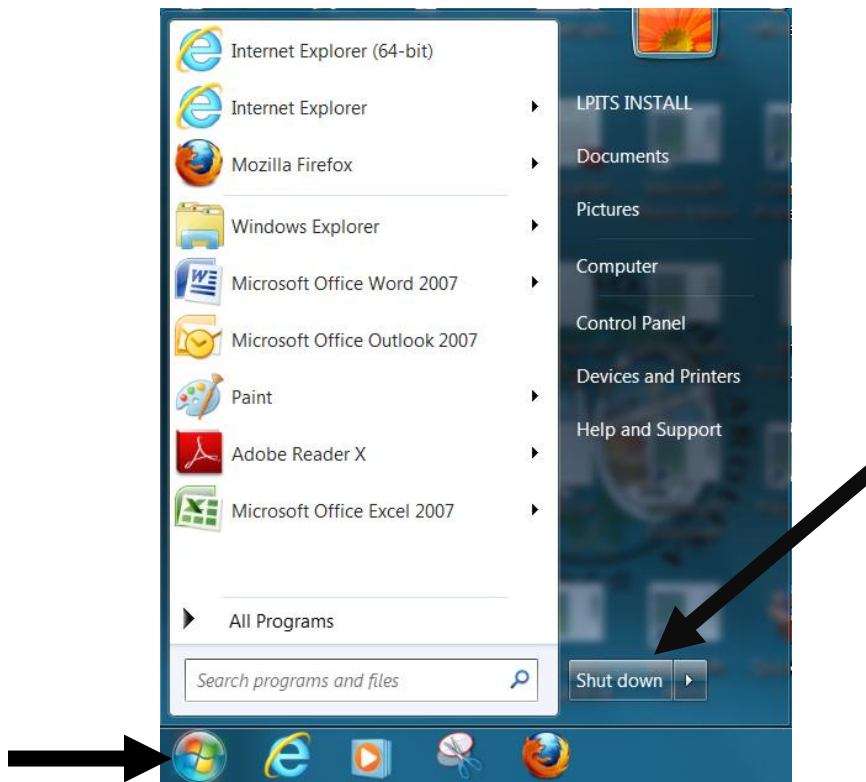 Internet Explorer (64-bit)
Internet Explorer
Mozilla Firefox
Windows Explorer
Microsoft Office Word 2007
Microsoft Office Outlook 2007
Paint
Adobe Reader X
Microsoft Office Excel 2007
All Programs
Search programs and files
LPITS INSTALL
Documents
Pictures
Computer
Control Panel
Devices and Printers
Help and Support
Shut down